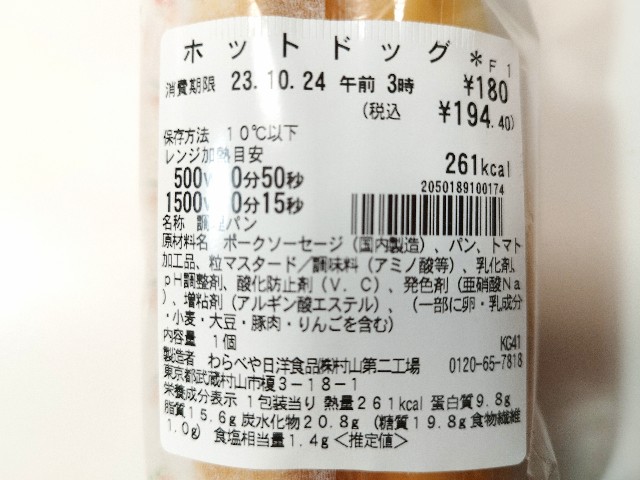 ホットドッグ *F1
消費期限 23.10.24 午前 3時 ¥180
(税込 ¥194.40)
保存方法 10℃以下
レンジ加熱目安 261kcal
500W 0分50秒 2050189100174
1500W 0分15秒
名称 調理パン
原材料名 ポークソーセージ(国内製造)、パン、トマト
加工品、粒マスタード/調味料(アミノ酸等)、乳化剤、
pH調整剤、酸化防止剤(V.C)、発色剤(亜硝酸Na
)、増粘剤(アルギン酸エステル)、(一部に卵・乳成分
・小麦・大豆・豚肉・りんごを含む)
内容量 1個 KG41
製造者 わらべや日洋食品㈱村山第二工場 0120-65-7818
東京都武蔵村山市榎3-18-1
栄養成分表示 1包装当り 熱量261kcal 蛋白質9.8g
脂質15.6g 炭水化物20.8g (糖質19.8g 食物繊維
1.0g) 食塩相当量1.4g<推定値>